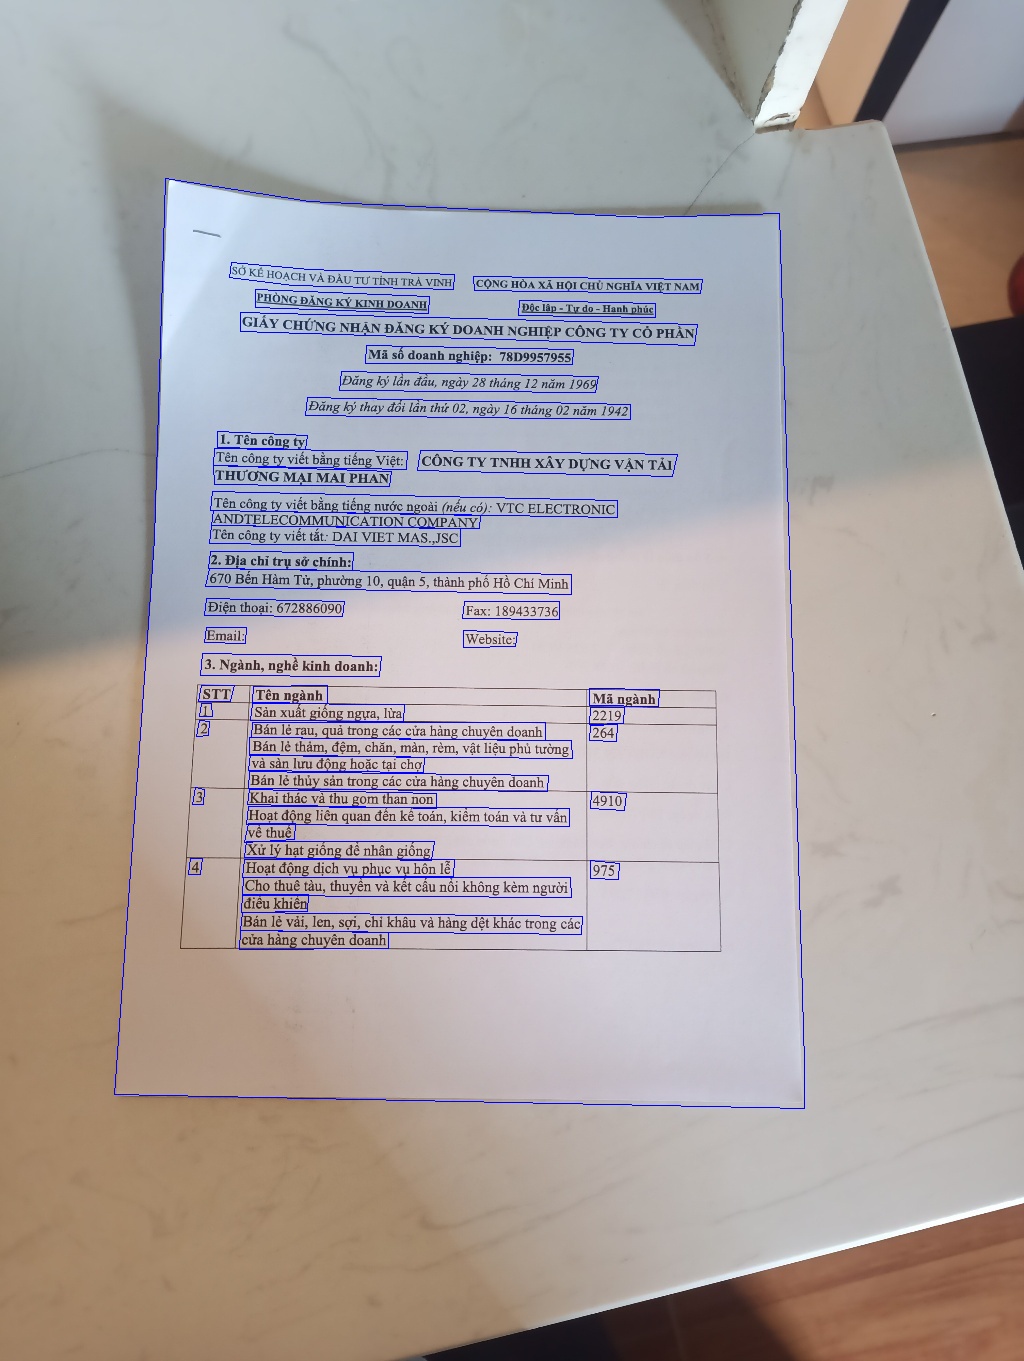 SỞ KẾ HOẠCH VÀ ĐẦU TƯ TỈNH TRÀ VINH
CỘNG HÒA XÃ HỘI CHỦ NGHĨA VIỆT NAM
PHÒNG ĐĂNG KÝ KINH DOANH
Độc lập - Tự do - Hạnh phúc
GIẤY CHỨNG NHẬN ĐĂNG KÝ DOANH NGHIỆP CÔNG TY CỔ PHẦN
Mã số doanh nghiệp: 78D9957955
Đăng ký lần đầu, ngày 28 tháng 12 năm 1969
Đăng ký thay đổi lần thứ 02, ngày 16 tháng 02 năm 1942
1. Tên công ty
Tên công ty viết bằng tiếng Việt: CÔNG TY TNHH XÂY DỰNG VẬN TẢI
THƯƠNG MẠI MAI PHAN
Tên công ty viết bằng tiếng nước ngoài (nếu có): VTC ELECTRONIC
ANDTELECOMMUNICATION COMPANY
Tên công ty viết tắt: DAI VIET MAS.,JSC
2. Địa chỉ trụ sở chính:
670 Bến Hàm Tử, phường 10, quận 5, thành phố Hồ Chí Minh
Điện thoại: 672886090
Fax: 189433736
Email:
Website:
3. Ngành, nghề kinh doanh:
STT Tên ngành Mã ngành
1 Sản xuất giống ngựa, lừa 2219
2 Bán lẻ rau, quả trong các cửa hàng chuyên doanh 264
Bán lẻ thảm, đệm, chăn, màn, rèm, vật liệu phủ tường
và sàn lưu động hoặc tại chợ
Bán lẻ thủy sản trong các cửa hàng chuyên doanh
3 Khai thác và thu gom than non 4910
Hoạt động liên quan đến kế toán, kiểm toán và tư vấn
về thuế
Xử lý hạt giống để nhân giống
4 Hoạt động dịch vụ phục vụ hôn lễ 975
Cho thuê tàu, thuyền và kết cấu nổi không kèm người
điều khiển
Bán lẻ vải, len, sợi, chỉ khâu và hàng dệt khác trong các
cửa hàng chuyên doanh